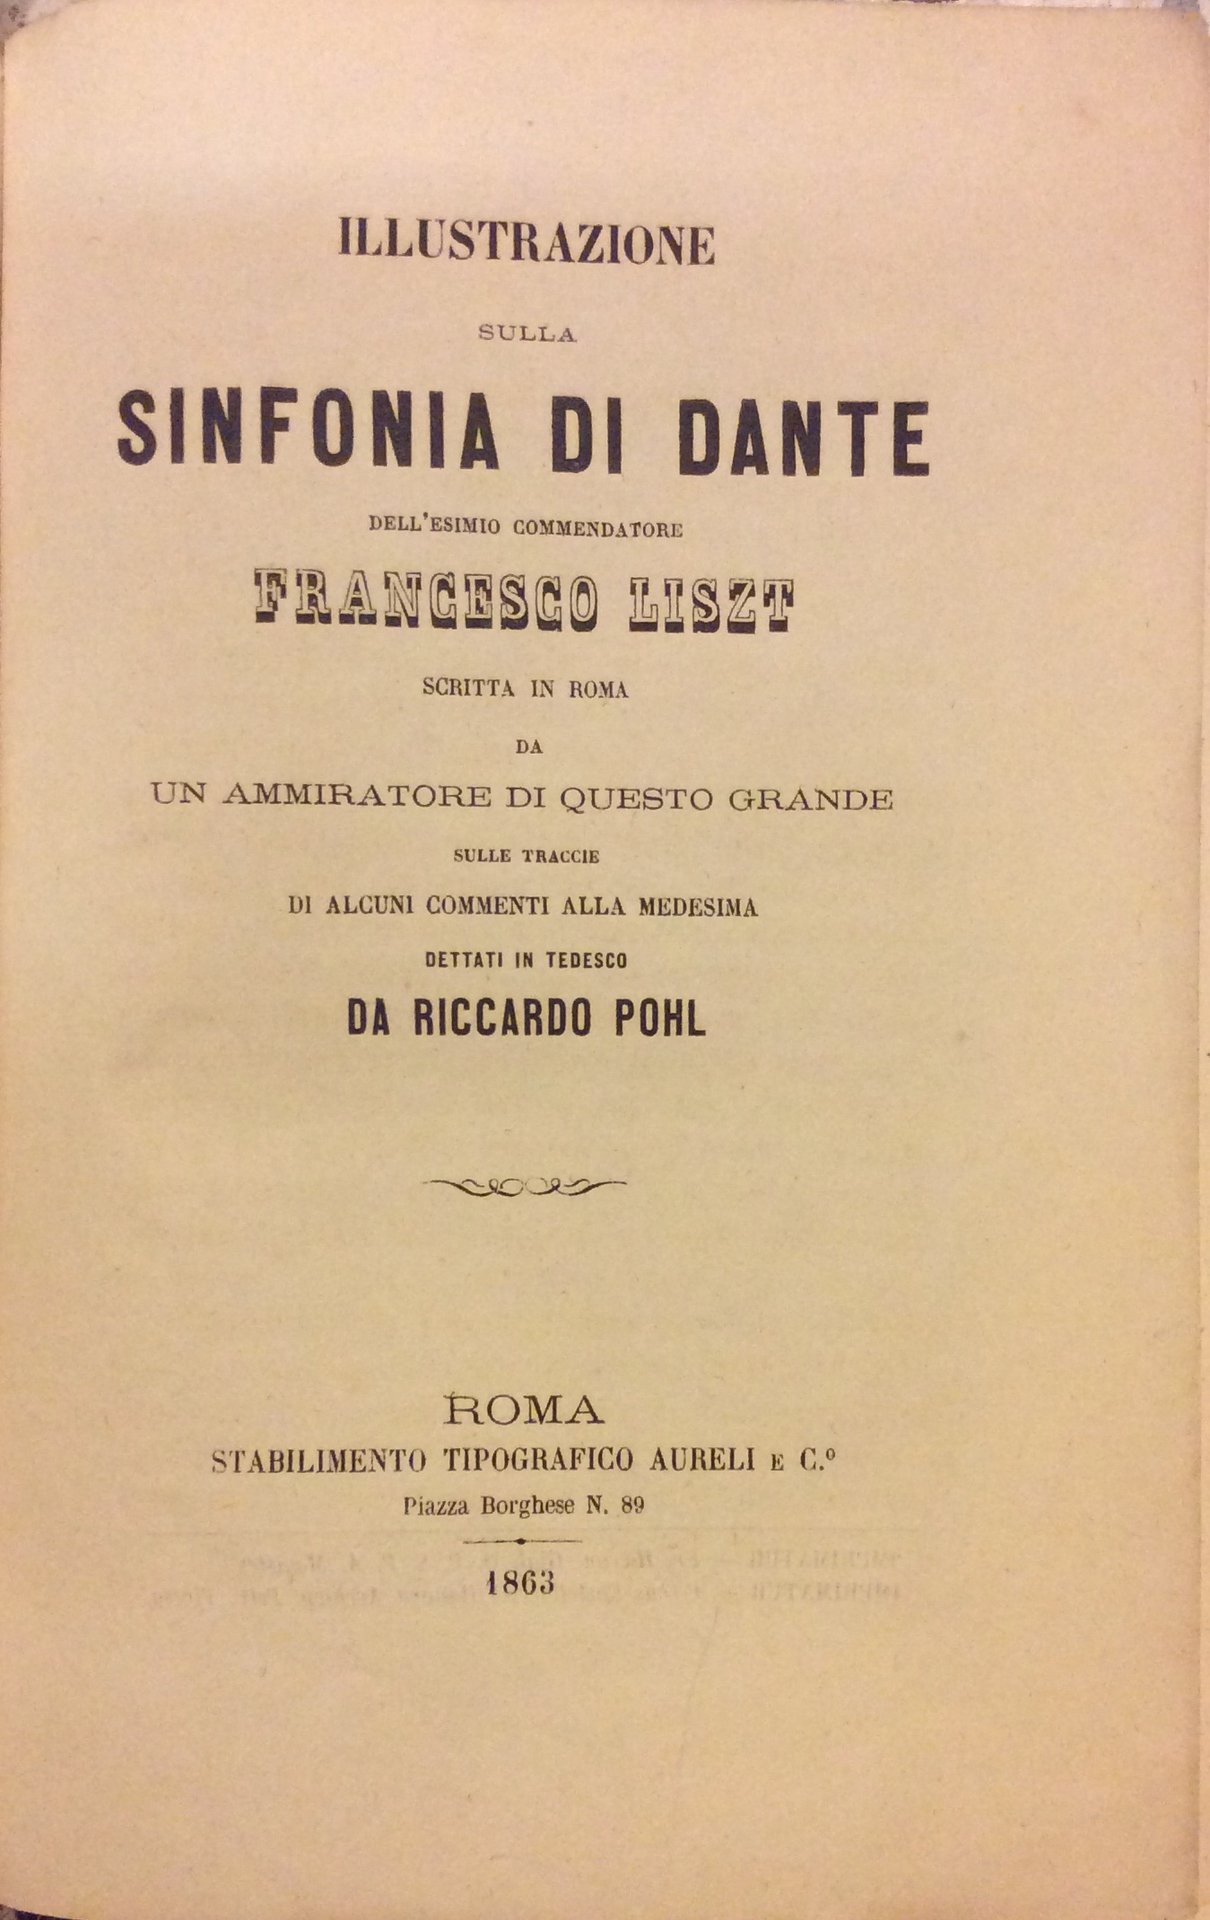 ILLUSTRAZIONE
SULLA
SINFONIA DI DANTE
DELL'ESIMIO COMMENDATORE
FRANCESCO LISZT
SCRITTA IN ROMA
DA
UN AMMIRATORE DI QUESTO GRANDE
SULLE TRACCIE
DI ALCUNI COMMENTI ALLA MEDESIMA
DETTATI IN TEDESCO
DA RICCARDO POHL
ROMA
STABILIMENTO TIPOGRAFICO AURELI E C.º
Piazza Borghese N. 89
1863